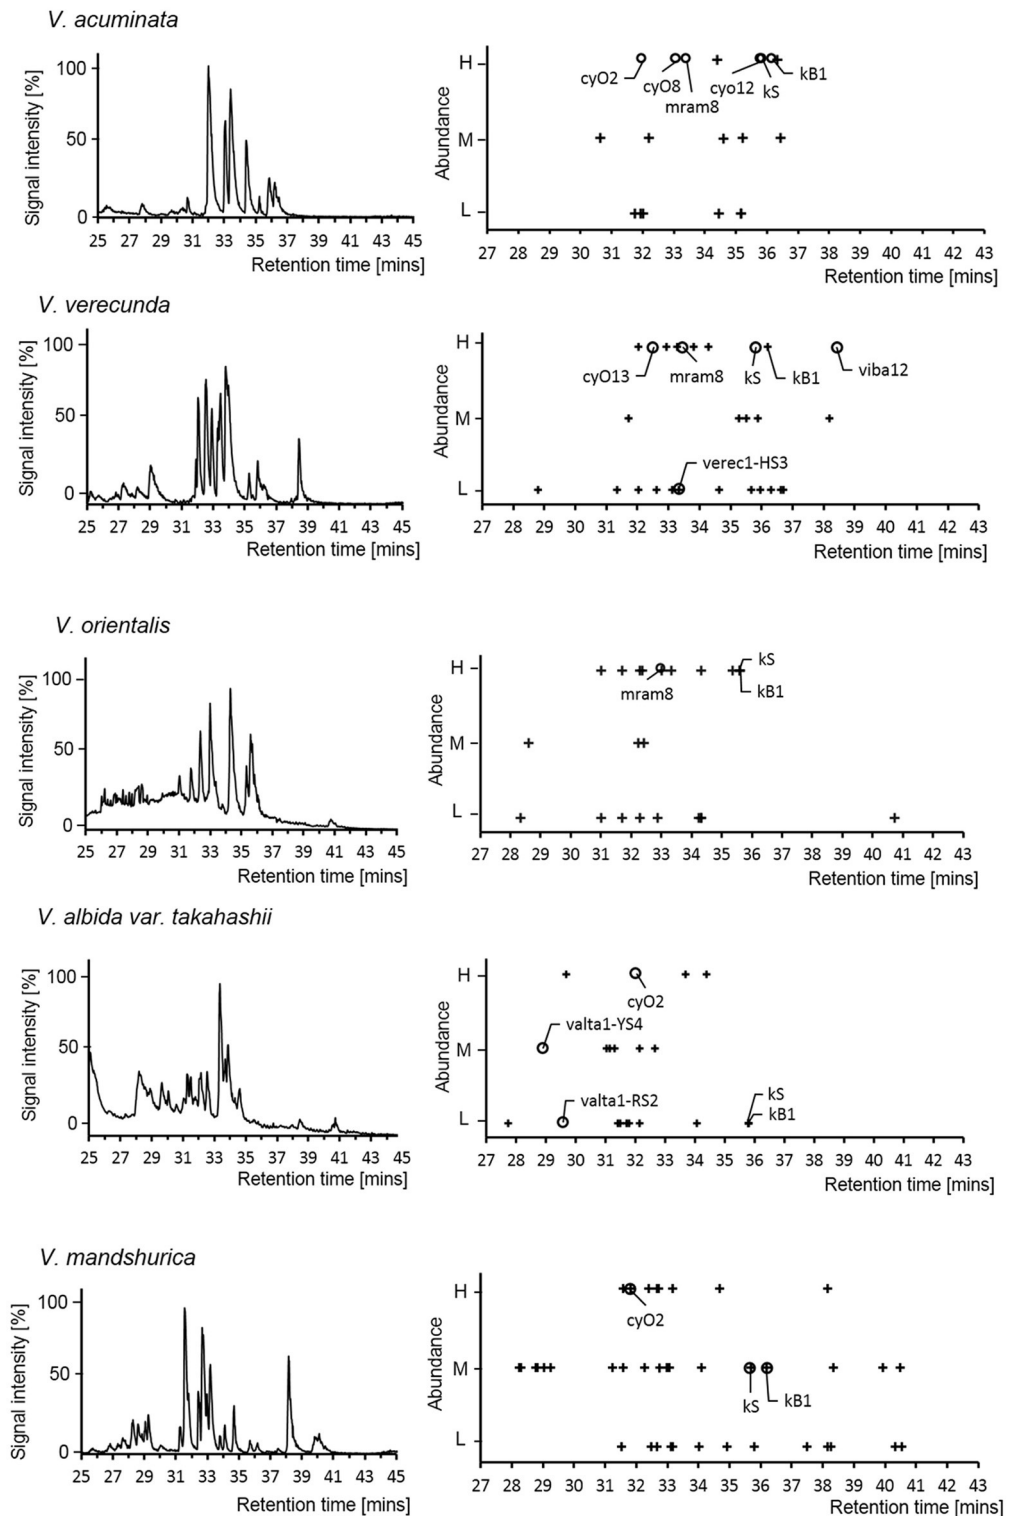 V. acuminata
Signal intensity [%]
100
50
0
25 27 29 31 33 35 37 39 41 43 45
Retention time [mins]
Abundance
H
M
L
cyO2
cyO8
mram8
cyo12
kS
kB1
27 28 29 30 31 32 33 34 35 36 37 38 39 40 41 42 43
Retention time [mins]
V. verecunda
Signal intensity [%]
100
50
0
25 27 29 31 33 35 37 39 41 43 45
Retention time [mins]
Abundance
H
M
L
cyO13
mram8
kS
kB1
viba12
verec1-HS3
27 28 29 30 31 32 33 34 35 36 37 38 39 40 41 42 43
Retention time [mins]
V. orientalis
Signal intensity [%]
100
50
0
25 27 29 31 33 35 37 39 41 43 45
Retention time [mins]
Abundance
H
M
L
mram8
kS
kB1
27 28 29 30 31 32 33 34 35 36 37 38 39 40 41 42 43
Retention time [mins]
V. albida var. takahashii
Signal intensity [%]
100
50
0
25 27 29 31 33 35 37 39 41 43 45
Retention time [mins]
Abundance
H
M
L
cyO2
valta1-YS4
valta1-RS2
kS
kB1
27 28 29 30 31 32 33 34 35 36 37 38 39 40 41 42 43
Retention time [mins]
V. mandshurica
Signal intensity [%]
100
50
0
25 27 29 31 33 35 37 39 41 43 45
Retention time [mins]
Abundance
H
M
L
cyO2
kS
kB1
27 28 29 30 31 32 33 34 35 36 37 38 39 40 41 42 43
Retention time [mins]